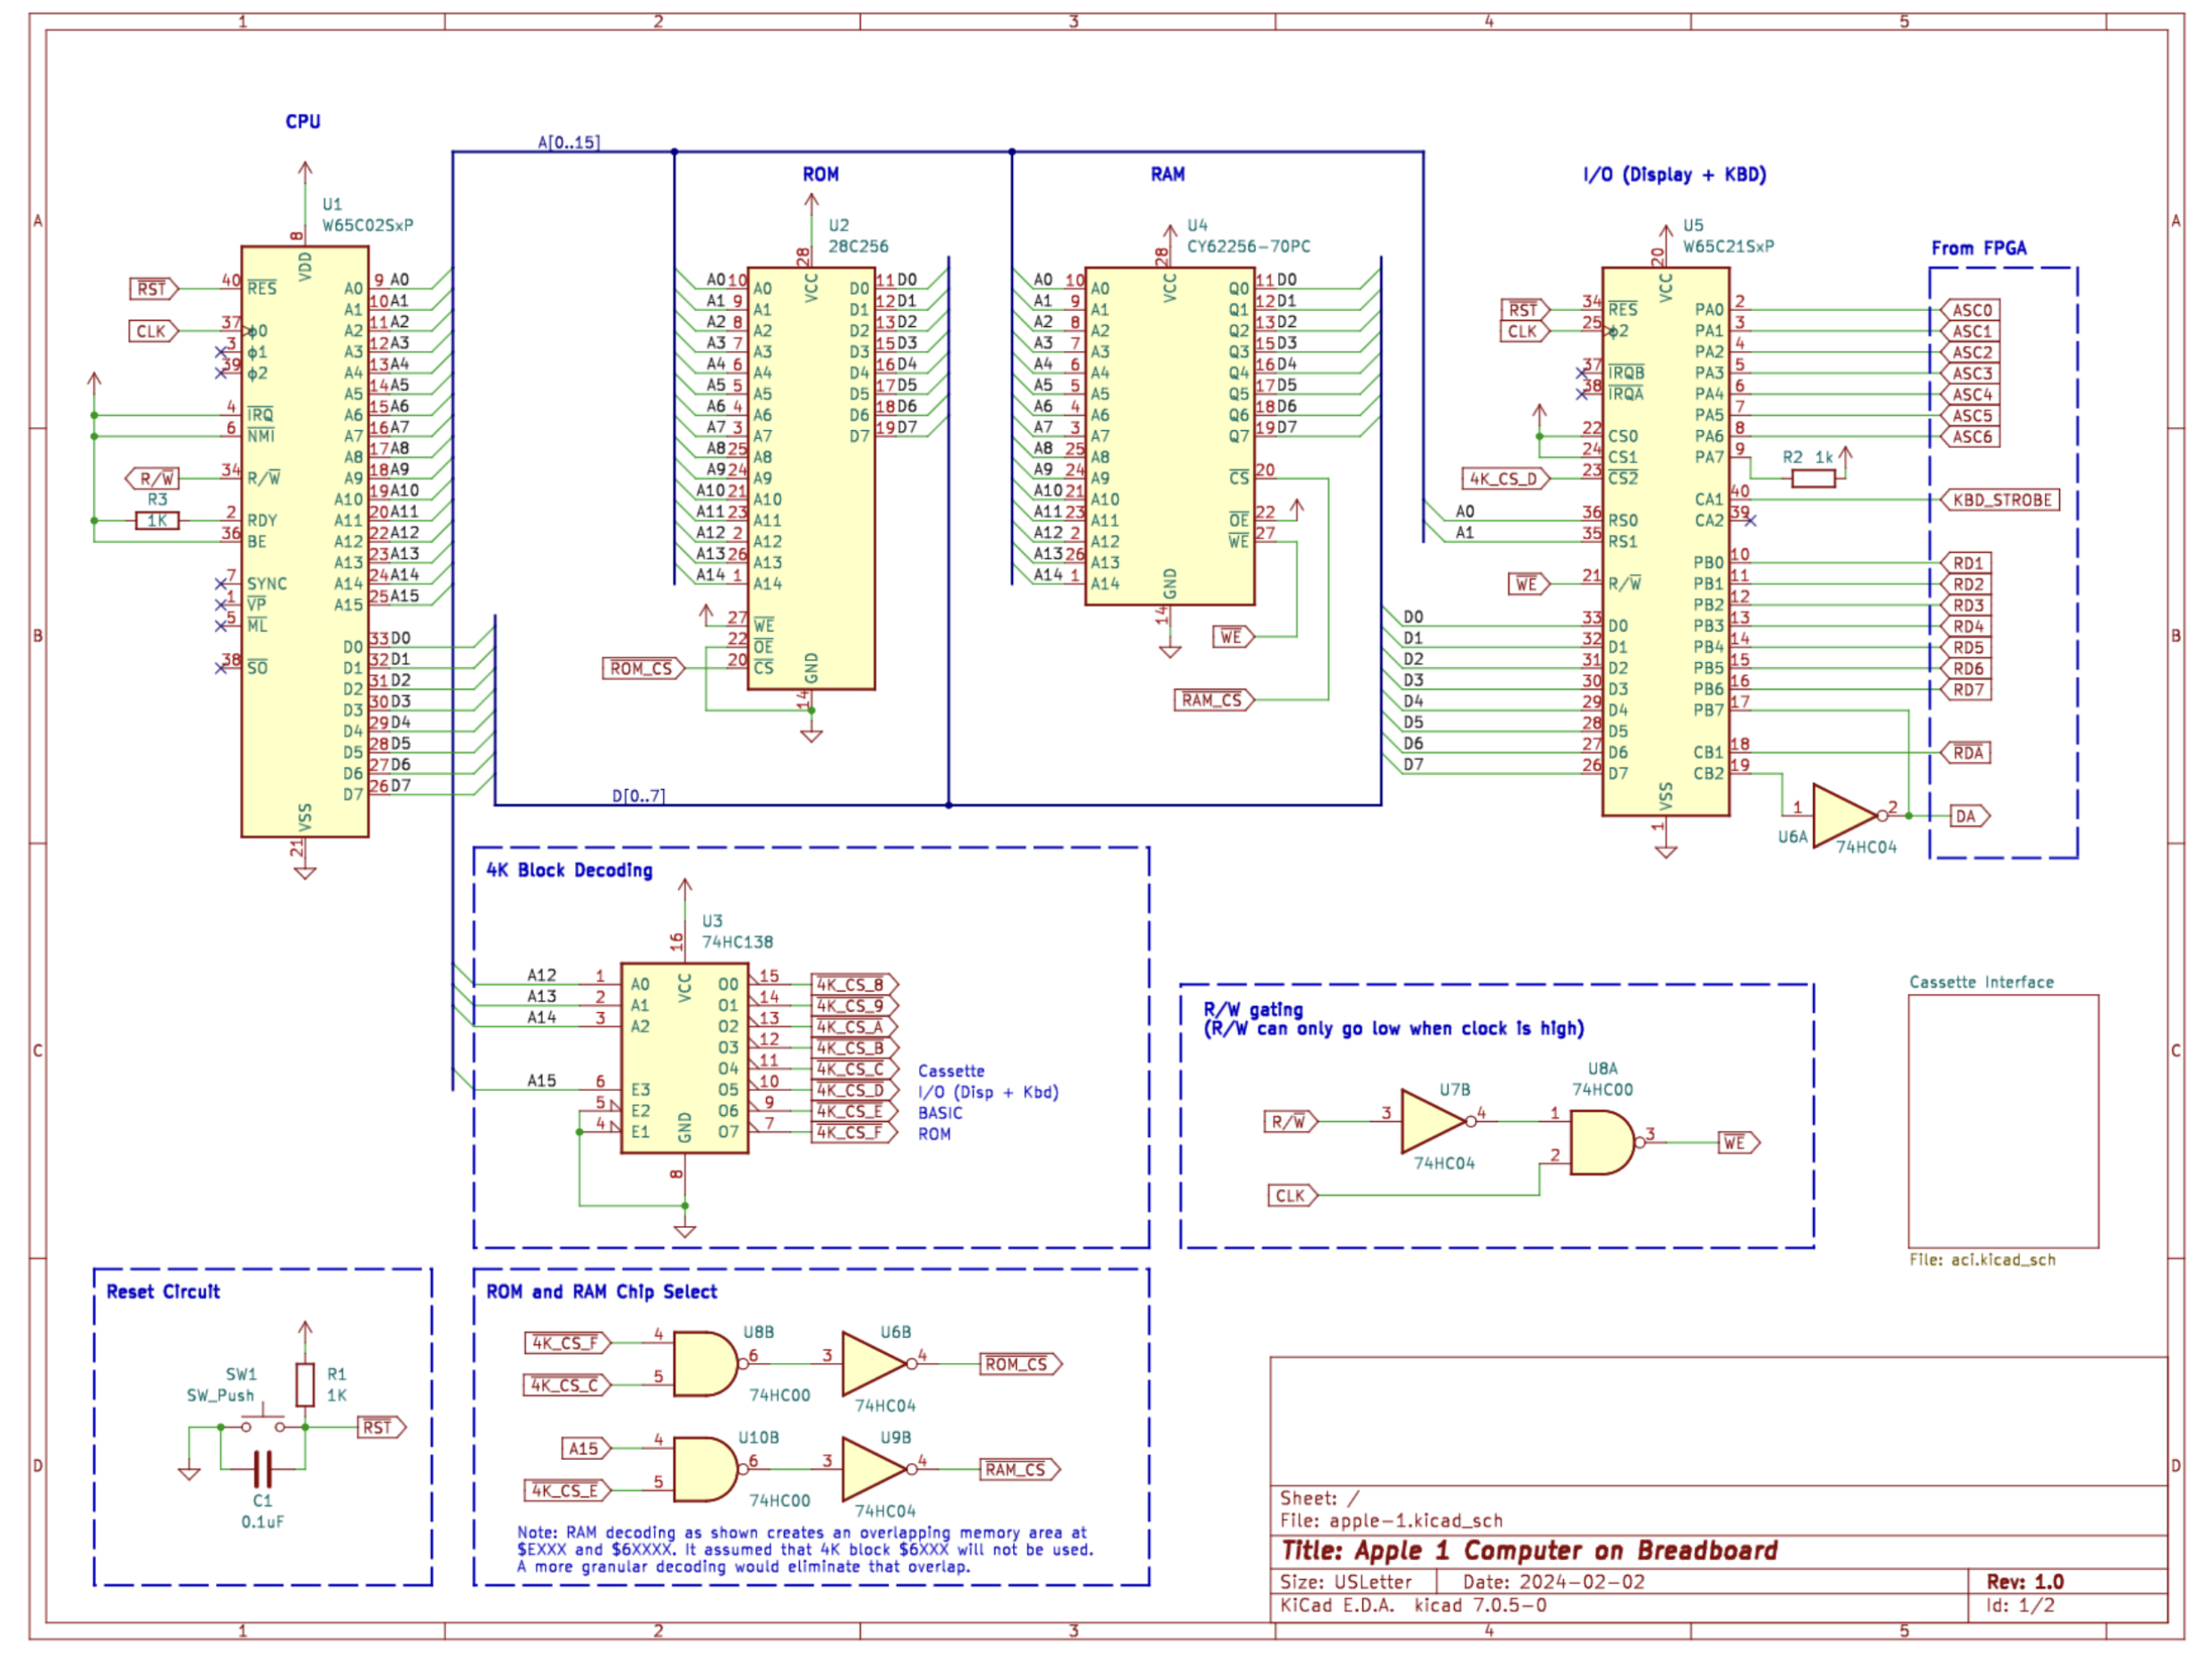 1 2 3 4 5
A
B
C
D
CPU
U1
W65C02SxP
8
VDD
RST 40 RES
CLK 37 ϕ0
3 ϕ1
39 ϕ2
4 IRQ
6 NMI
R/W 34 R/W
R3
1K
2 RDY
36 BE
7 SYNC
1 VP
5 ML
38 SO
A0 9 A0
A1 10 A1
A2 11 A2
A3 12 A3
A4 13 A4
A5 14 A5
A6 15 A6
A7 16 A7
A8 17 A8
A9 18 A9
A10 19 A10
A11 20 A11
A12 22 A12
A13 23 A13
A14 24 A14
A15 25 A15
D0 33 D0
D1 32 D1
D2 31 D2
D3 30 D3
D4 29 D4
D5 28 D5
D6 27 D6
D7 26 D7
VSS
21
A[0..15]
D[0..7]
ROM
U2
28C256
28
VCC
A0 10 A0
A1 9 A1
A2 8 A2
A3 7 A3
A4 6 A4
A5 5 A5
A6 4 A6
A7 3 A7
A8 25 A8
A9 24 A9
A10 21 A10
A11 23 A11
A12 2 A12
A13 26 A13
A14 1 A14
27 WE
22 OE
ROM_CS 20 CS
D0 11 D0
D1 12 D1
D2 13 D2
D3 15 D3
D4 16 D4
D5 17 D5
D6 18 D6
D7 19 D7
GND
14
RAM
U4
CY62256-70PC
28
VCC
A0 10 A0
A1 9 A1
A2 8 A2
A3 7 A3
A4 6 A4
A5 5 A5
A6 4 A6
A7 3 A7
A8 25 A8
A9 24 A9
A10 21 A10
A11 23 A11
A12 2 A12
A13 26 A13
A14 1 A14
Q0 11 D0
Q1 12 D1
Q2 13 D2
Q3 15 D3
Q4 16 D4
Q5 17 D5
Q6 18 D6
Q7 19 D7
CS 20
OE 22
WE 27
GND
14
WE
RAM_CS
I/O (Display + KBD)
U5
W65C21SxP
20
VCC
RST 34 RES
CLK 25 ϕ2
37 IRQB
38 IRQA
22 CS0
24 CS1
4K_CS_D 23 CS2
A0 36 RS0
A1 35 RS1
WE 21 R/W
D0 33 D0
D1 32 D1
D2 31 D2
D3 30 D3
D4 29 D4
D5 28 D5
D6 27 D6
D7 26 D7
VSS
1
From FPGA
PA0 2 ASC0
PA1 3 ASC1
PA2 4 ASC2
PA3 5 ASC3
PA4 6 ASC4
PA5 7 ASC5
PA6 8 ASC6
PA7 9
R2 1k
CA1 40 KBD_STROBE
CA2 39
PB0 10 RD1
PB1 11 RD2
PB2 12 RD3
PB3 13 RD4
PB4 14 RD5
PB5 15 RD6
PB6 16 RD7
PB7 17
CB1 18 RDA
CB2 19
1 2 DA
U6A
74HC04
4K Block Decoding
U3
74HC138
16
VCC
A12 1 A0
A13 2 A1
A14 3 A2
A15 6 E3
5 E2
4 E1
O0 15 4K_CS_8
O1 14 4K_CS_9
O2 13 4K_CS_A
O3 12 4K_CS_B
O4 11 4K_CS_C Cassette
O5 10 4K_CS_D I/O (Disp + Kbd)
O6 9 4K_CS_E BASIC
O7 7 4K_CS_F ROM
GND
8
R/W gating
(R/W can only go low when clock is high)
U7B
R/W 3 4
74HC04
U8A
74HC00
1
2
3 WE
CLK
Cassette Interface
File: aci.kicad_sch
Reset Circuit
SW1
SW_Push
R1
1K
RST
C1
0.1uF
ROM and RAM Chip Select
4K_CS_F 4
4K_CS_C 5
U8B
6
74HC00
U6B
3 4 ROM_CS
74HC04
A15 4
4K_CS_E 5
U10B
6
74HC00
U9B
3 4 RAM_CS
74HC04
Note: RAM decoding as shown creates an overlapping memory area at
$EXXX and $6XXXX. It assumed that 4K block $6XXX will not be used.
A more granular decoding would eliminate that overlap.
Sheet: /
File: apple-1.kicad_sch
Title: Apple 1 Computer on Breadboard
Size: USLetter Date: 2024-02-02 Rev: 1.0
KiCad E.D.A. kicad 7.0.5-0 Id: 1/2
A
B
C
D
1 2 3 4 5